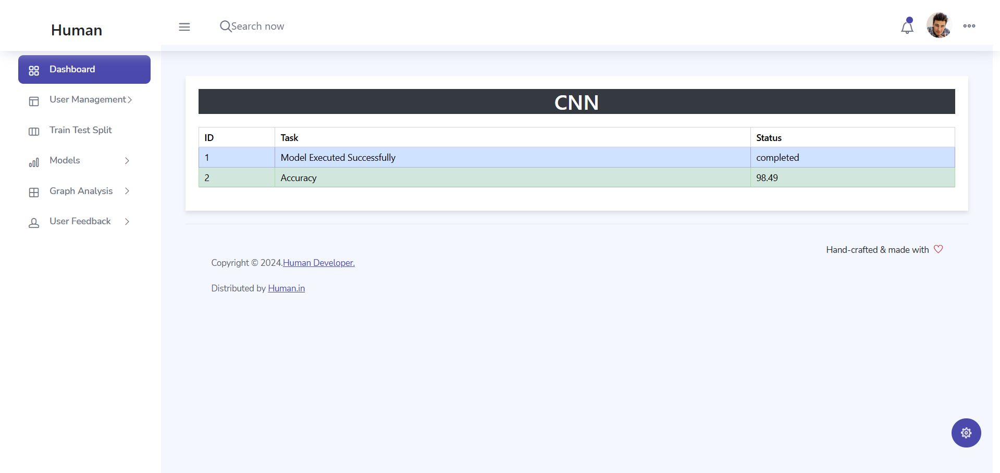 Human
Search now
Dashboard
User Management
Train Test Split
Models
Graph Analysis
User Feedback
CNN
ID Task Status
1 Model Executed Successfully completed
2 Accuracy 98.49
Hand-crafted & made with
Copyright © 2024.Human Developer.
Distributed by Human.in